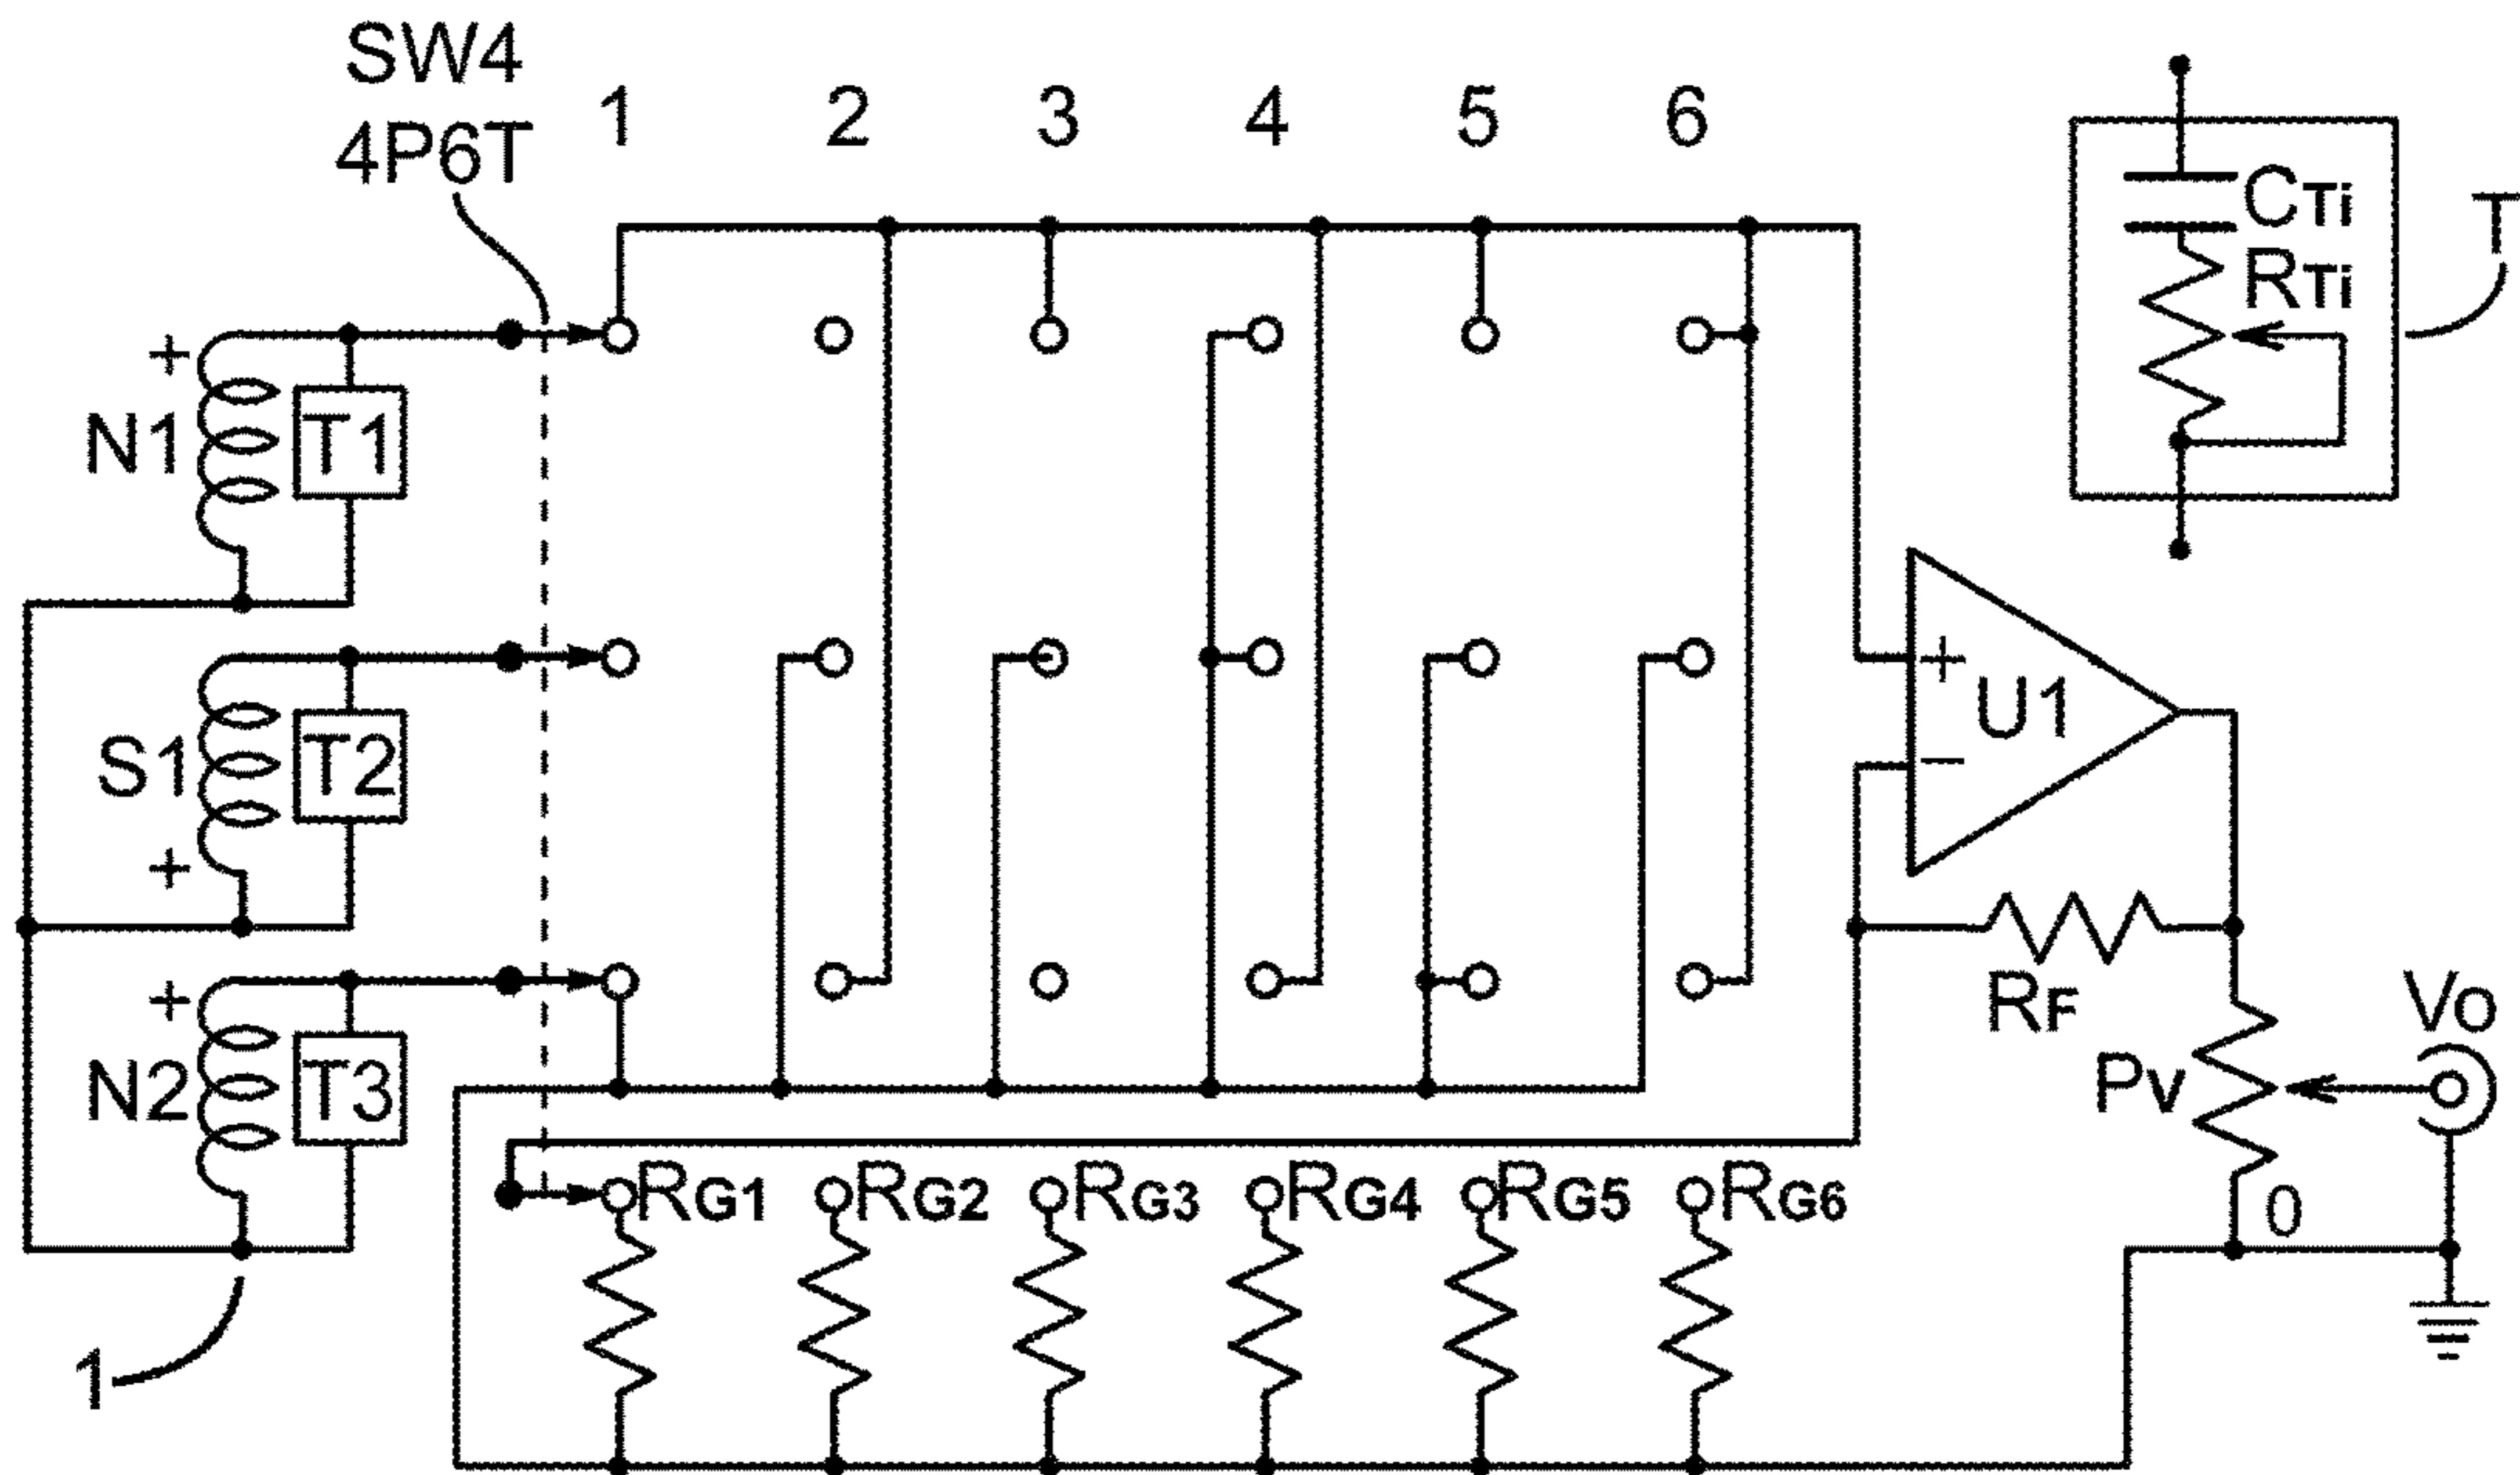 SW4
4P6T
1 2 3 4 5 6
CTi
RTi
T
+
N1
T1
+
U1
−
S1
T2
+
+
N2
T3
RF
VO
PV
RG1 RG2 RG3 RG4 RG5 RG6
0
1